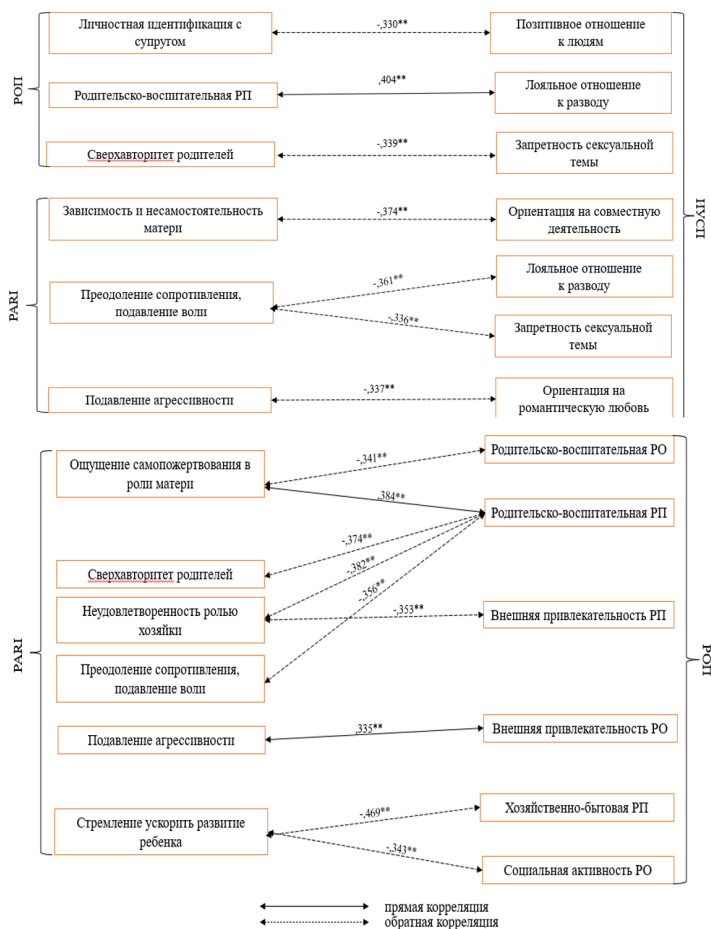 Личностная идентификация с
супругом
-,330**
Позитивное отношение
к людям
РОП
Родительско-воспитательная РП
,404**
Лояльное отношение
к разводу
Сверхавторитет родителей
-,339**
Запретность сексуальной
темы
ПУСП
Зависимость и несамостоятельность
матери
-,374**
Ориентация на совместную
деятельность
PARI
Преодоление сопротивления,
подавление воли
-,361**
Лояльное отношение
к разводу
-,336**
Запретность сексуальной
темы
Подавление агрессивности
-,337**
Ориентация на
романтическую любовь
Ощущение самопожертвования в
роли матери
-,341**
Родительско-воспитательная РО
,384**
Родительско-воспитательная РП
Сверхавторитет родителей
-,374**
Неудовлетворенность ролью
хозяйки
-,382**
-,356**
-,353**
Внешняя привлекательность РП
PARI
РОП
Преодоление сопротивления,
подавление воли
Подавление агрессивности
,335**
Внешняя привлекательность РО
Стремление ускорить развитие
ребенка
-,469**
Хозяйственно-бытовая РП
-,343**
Социальная активность РО
прямая корреляция
обратная корреляция